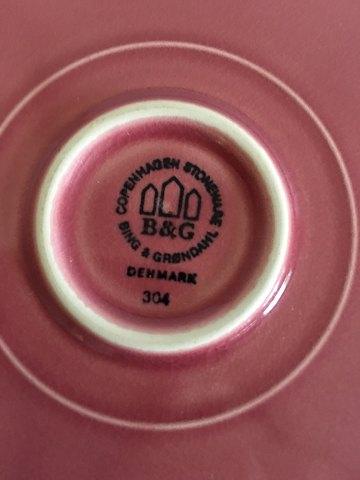 COPENHAGEN STONEWARE
B&G
BING & GRØNDAHL
DENMARK
304